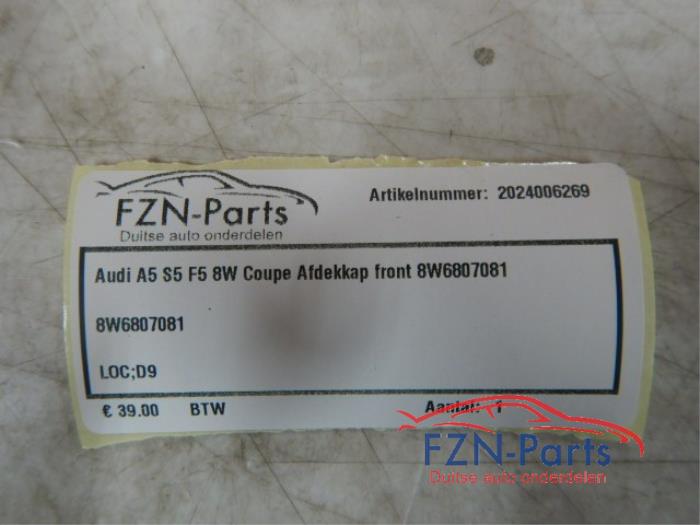 FZN-Parts
Duitse auto onderdelen
Artikelnummer: 2024006269
Audi A5 S5 F5 8W Coupe Afdekkap front 8W6807081
8W6807081
LOC;D9
€ 39.00 BTW Aantal: 1
FZN-Parts
Duitse auto onderdelen